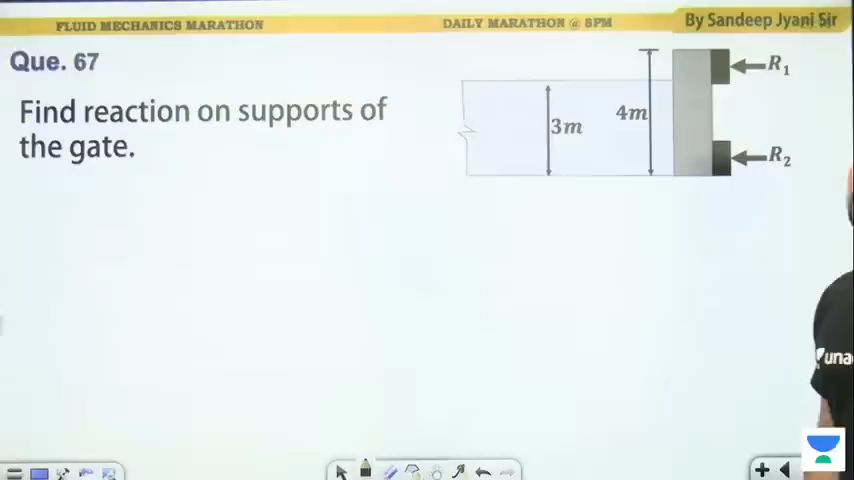 FLUID MECHANICS MARATHON
DAILY MARATHON @ 8PM
By Sandeep Jyani Sir
Que. 67
Find reaction on supports of
the gate.
3m
4m
R₁
R₂
una